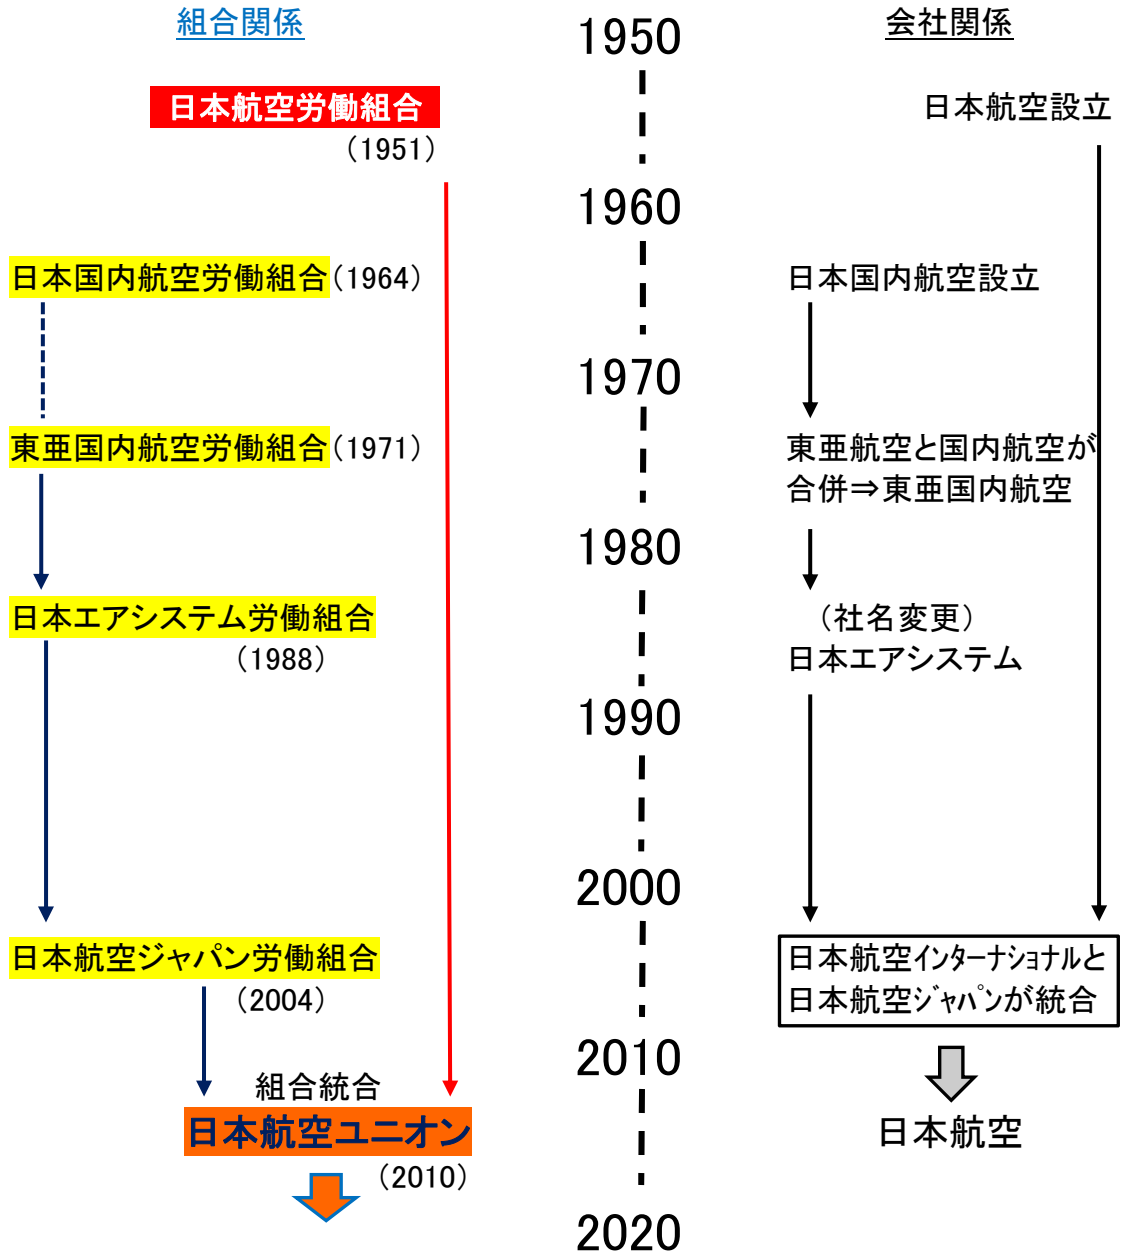 組合関係
日本航空労働組合
（1951）
日本国内航空労働組合（1964）
東亜国内航空労働組合（1971）
日本エアシステム労働組合
（1988）
日本航空ジャパン労働組合
（2004）
組合統合
日本航空ユニオン
（2010）
1950
1960
1970
1980
1990
2000
2010
2020
会社関係
日本航空設立
日本国内航空設立
東亜航空と国内航空が
合併⇒東亜国内航空
（社名変更）
日本エアシステム
日本航空ｲﾝﾀｰﾅｼｮﾅﾙと
日本航空ｼﾞｬﾊﾟﾝが統合
日本航空